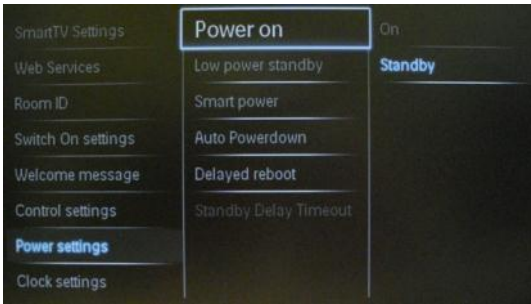 SmartTV Settings
Web Services
Room ID
Switch On settings
Welcome message
Control settings
Power settings
Clock settings
Power on
Low power standby
Smart power
Auto Powerdown
Delayed reboot
Standby Delay Timeout
On
Standby